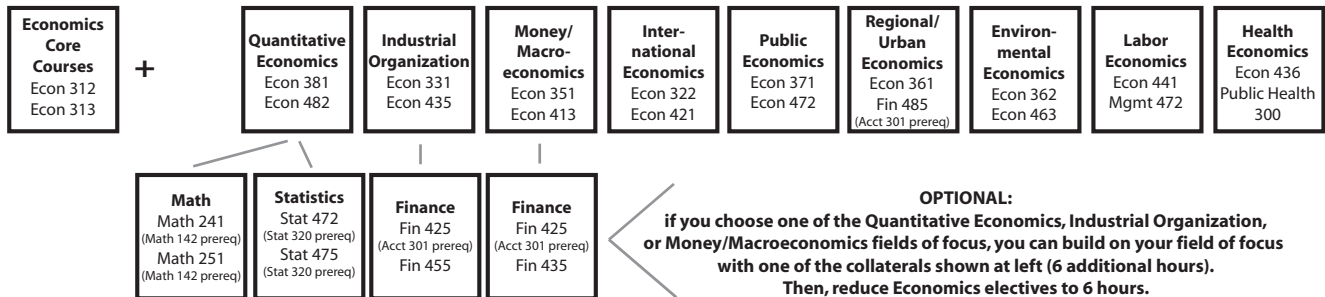 Economics
Core
Courses
Econ 312
Econ 313
+
Quantitative
Economics
Econ 381
Econ 482
Industrial
Organization
Econ 331
Econ 435
Money/
Macro-
economics
Econ 351
Econ 413
Inter-
national
Economics
Econ 322
Econ 421
Public
Economics
Econ 371
Econ 472
Regional/
Urban
Economics
Econ 361
Fin 485
(Acct 301 prereq)
Environ-
mental
Economics
Econ 362
Econ 463
Labor
Economics
Econ 441
Mgmt 472
Health
Economics
Econ 436
Public Health
300
Math
Math 241
(Math 142 prereq)
Math 251
(Math 142 prereq)
Statistics
Stat 472
(Stat 320 prereq)
Stat 475
(Stat 320 prereq)
Finance
Fin 425
(Acct 301 prereq)
Fin 455
Finance
Fin 425
(Acct 301 prereq)
Fin 435
OPTIONAL:
if you choose one of the Quantitative Economics, Industrial Organization,
or Money/Macroeconomics fields of focus, you can build on your field of focus
with one of the collaterals shown at left (6 additional hours).
Then, reduce Economics electives to 6 hours.